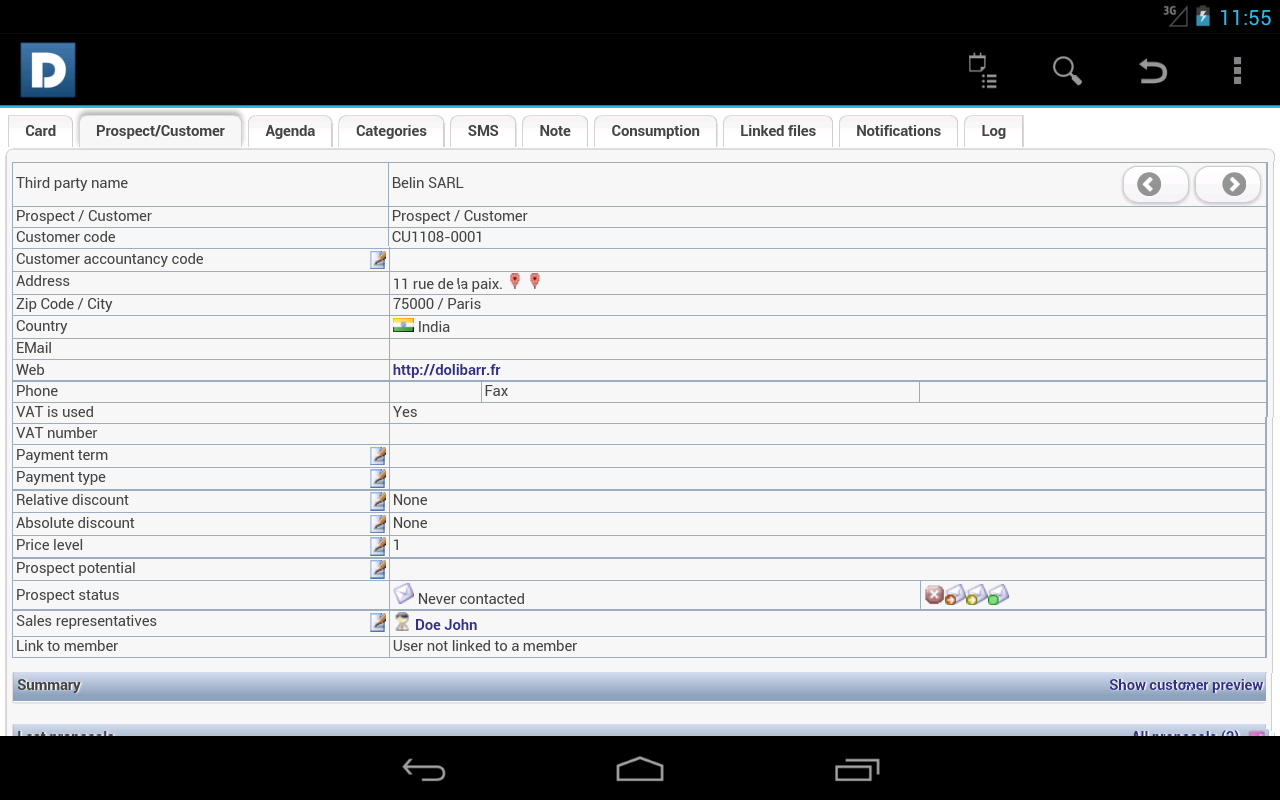 3G 11:55
D
Card Prospect/Customer Agenda Categories SMS Note Consumption Linked files Notifications Log
Third party name Belin SARL
Prospect / Customer Prospect / Customer
Customer code CU1108-0001
Customer accountancy code
Address 11 rue de la paix.
Zip Code / City 75000 / Paris
Country India
EMail
Web http://dolibarr.fr
Phone Fax
VAT is used Yes
VAT number
Payment term
Payment type
Relative discount None
Absolute discount None
Price level 1
Prospect potential
Prospect status Never contacted
Sales representatives Doe John
Link to member User not linked to a member
Summary Show customer preview
Last proposals All proposals